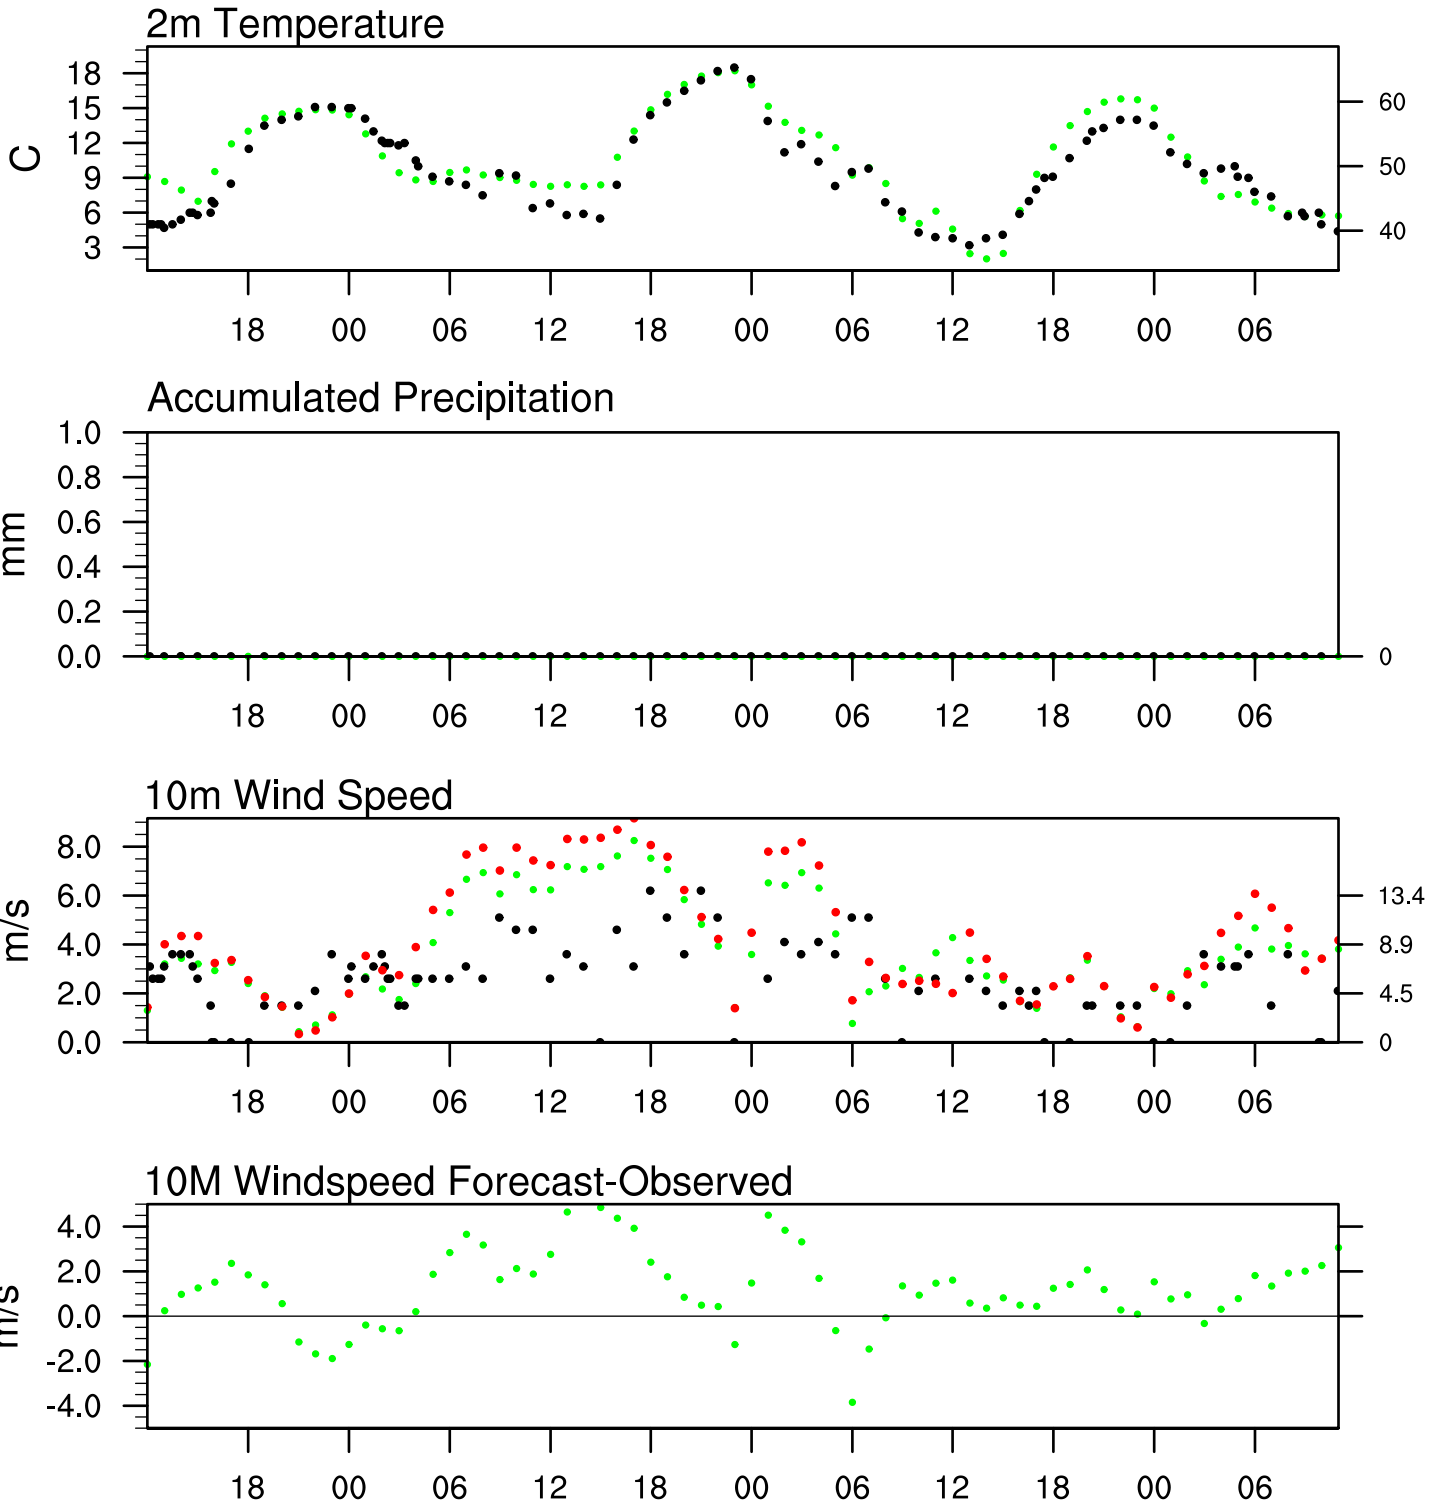 2m Temperature
18
15
12
9
6
3
C
60
50
40
18 00 06 12 18 00 06 12 18 00 06
Accumulated Precipitation
1.0
0.8
0.6
0.4
0.2
0.0
mm
0
18 00 06 12 18 00 06 12 18 00 06
10m Wind Speed
8.0
6.0
4.0
2.0
0.0
m/s
13.4
8.9
4.5
0
18 00 06 12 18 00 06 12 18 00 06
10M Windspeed Forecast-Observed
4.0
2.0
0.0
-2.0
-4.0
m/s
18 00 06 12 18 00 06 12 18 00 06